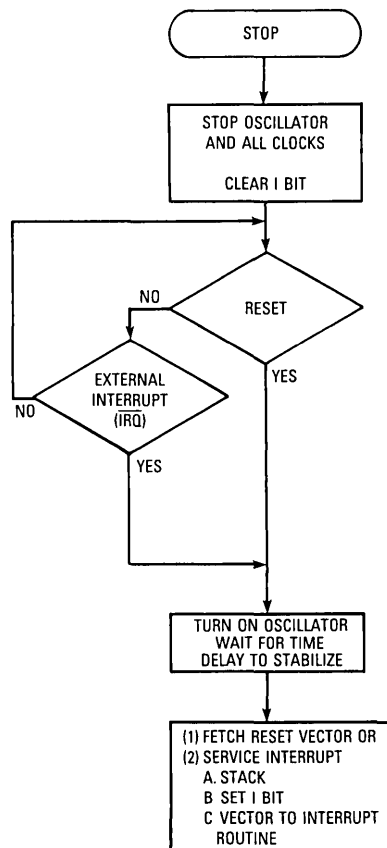 STOP
STOP OSCILLATOR
AND ALL CLOCKS
CLEAR I BIT
RESET
NO
YES
EXTERNAL
INTERRUPT
(IRQ)
NO
YES
TURN ON OSCILLATOR
WAIT FOR TIME
DELAY TO STABILIZE
(1) FETCH RESET VECTOR OR
(2) SERVICE INTERRUPT
A. STACK
B SET I BIT
C VECTOR TO INTERRUPT
ROUTINE